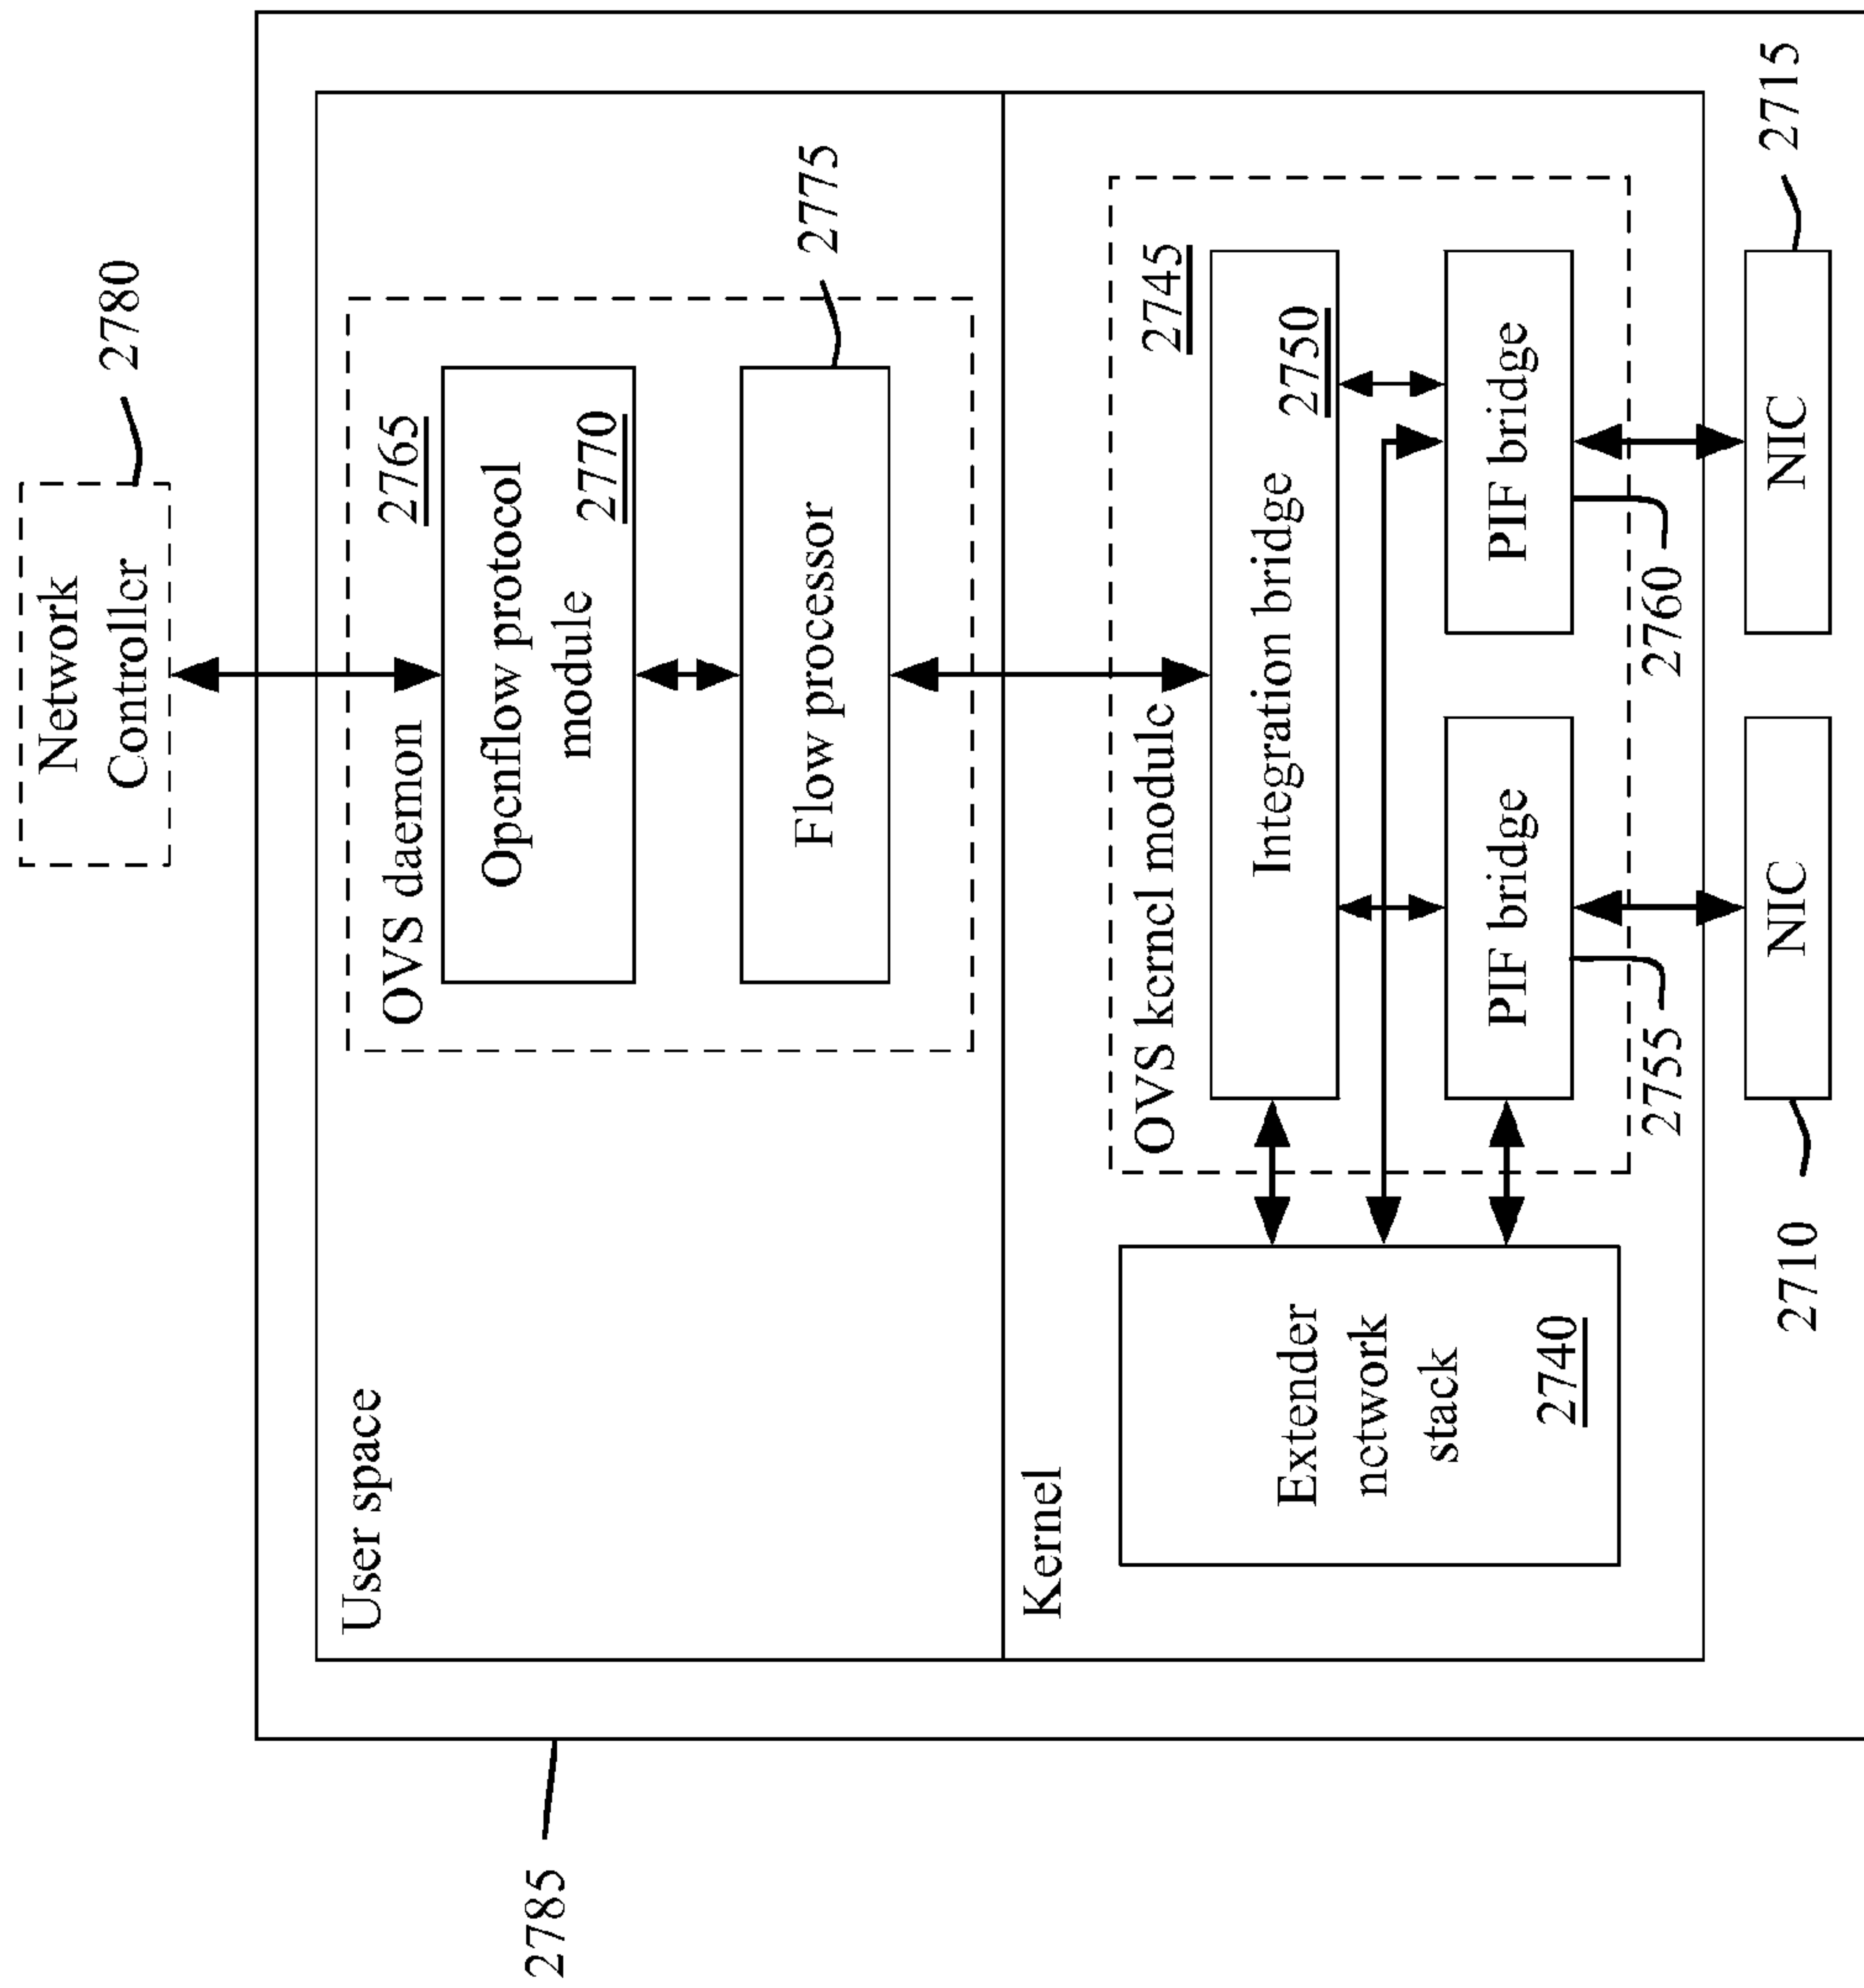 Network
Controller
2780
2785
User space
OVS daemon
2765
Openflow protocol
module
2770
Flow processor
2775
Kernel
OVS kernel module
2745
Extender
network
stack
2740
Integration bridge
2750
PIF bridge
PIF bridge
2755
2760
NIC
NIC
2710
2715